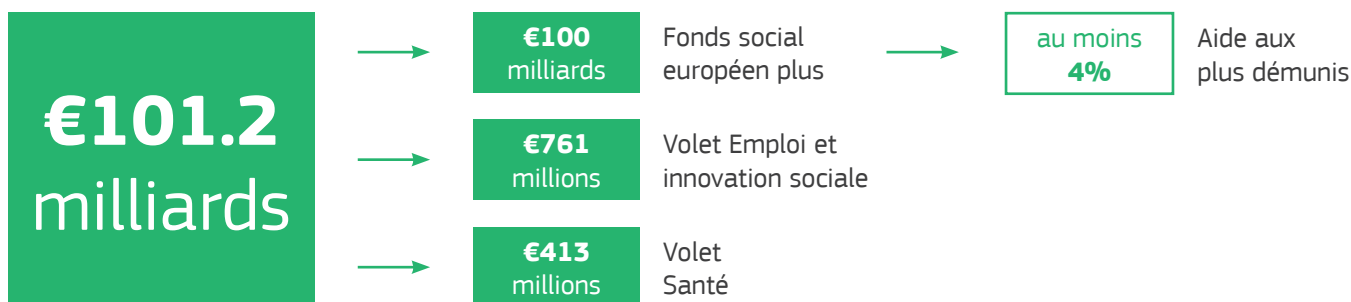 €101.2
milliards
€100
milliards
Fonds social
européen plus
au moins
4%
Aide aux
plus démunis
€761
millions
Volet Emploi et
innovation sociale
€413
millions
Volet
Santé